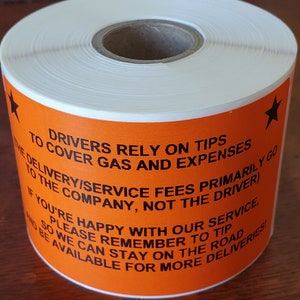 DRIVERS RELY ON TIPS
TO COVER GAS AND EXPENSES
DELIVERY/SERVICE FEES PRIMARILY GO
TO THE COMPANY, NOT THE DRIVER)
IF YOU'RE HAPPY WITH OUR SERVICE,
PLEASE REMEMBER TO TIP
SO WE CAN STAY ON THE ROAD
AND BE AVAILABLE FOR MORE DELIVERIES!